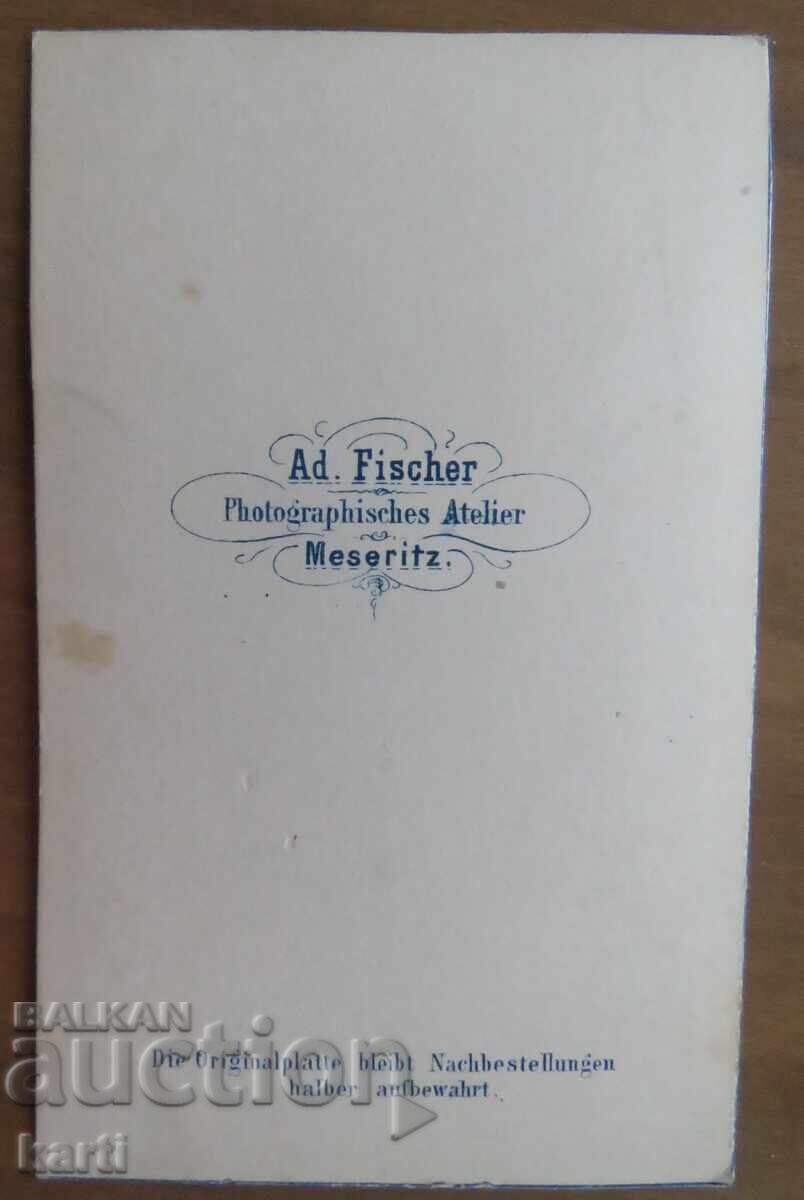 Ad. Fischer
Photographisches Atelier
Meseritz.
BALKAN
auction
Die Originalplatte bleibt Nachbestellungen
halber aufbewahrt.
karti